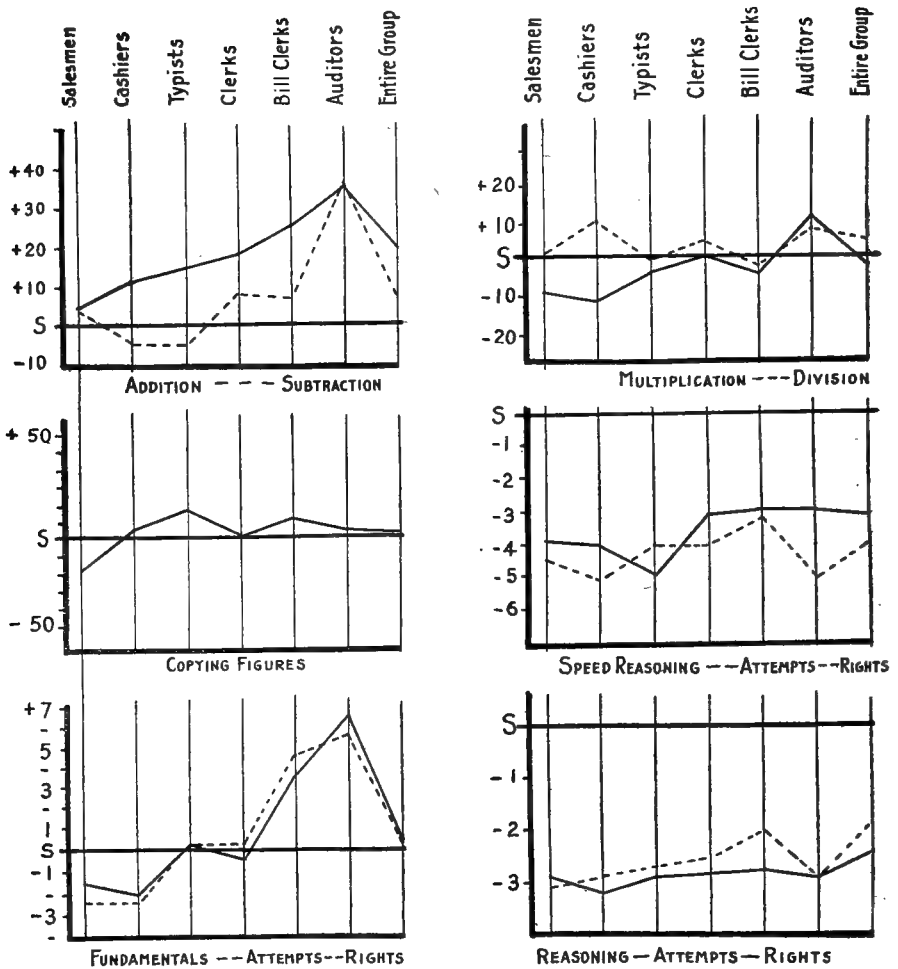 Salesmen
Cashiers
Typists
Clerks
Bill Clerks
Auditors
Entire Group
+40
+30
+20
+10
S
-10
ADDITION --- SUBTRACTION
Salesmen
Cashiers
Typists
Clerks
Bill Clerks
Auditors
Entire Group
+20
+10
S
-10
-20
MULTIPLICATION ---DIVISION
+ 50
S
- 50
COPYING FIGURES
S
-1
-2
-3
-4
-5
-6
SPEED REASONING --ATTEMPTS--RIGHTS
+7
5
3
1
S
-1
-3
FUNDAMENTALS --ATTEMPTS--RIGHTS
S
-1
-2
-3
REASONING-ATTEMPTS-RIGHTS